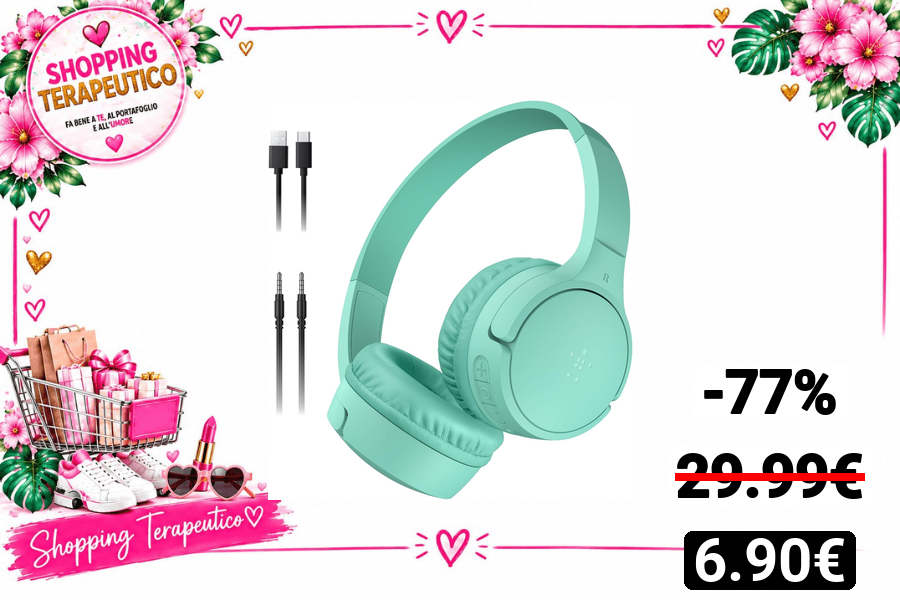 SHOPPING
TERAPEUTICO
FA BENE A TE, AL PORTAFOGLIO
E ALL'UMORE
R
-77%
29.99€
6.90€
Shopping Terapeutico